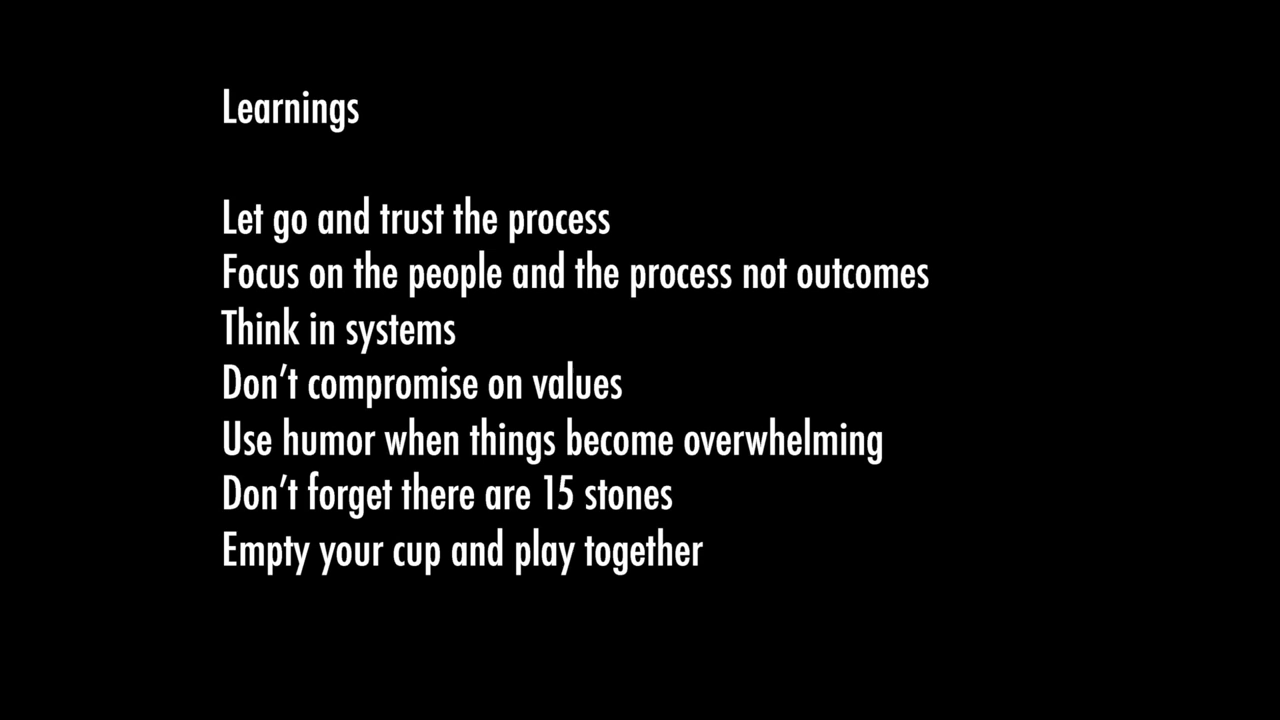 Learnings
Let go and trust the process
Focus on the people and the process not outcomes
Think in systems
Don’t compromise on values
Use humor when things become overwhelming
Don’t forget there are 15 stones
Empty your cup and play together